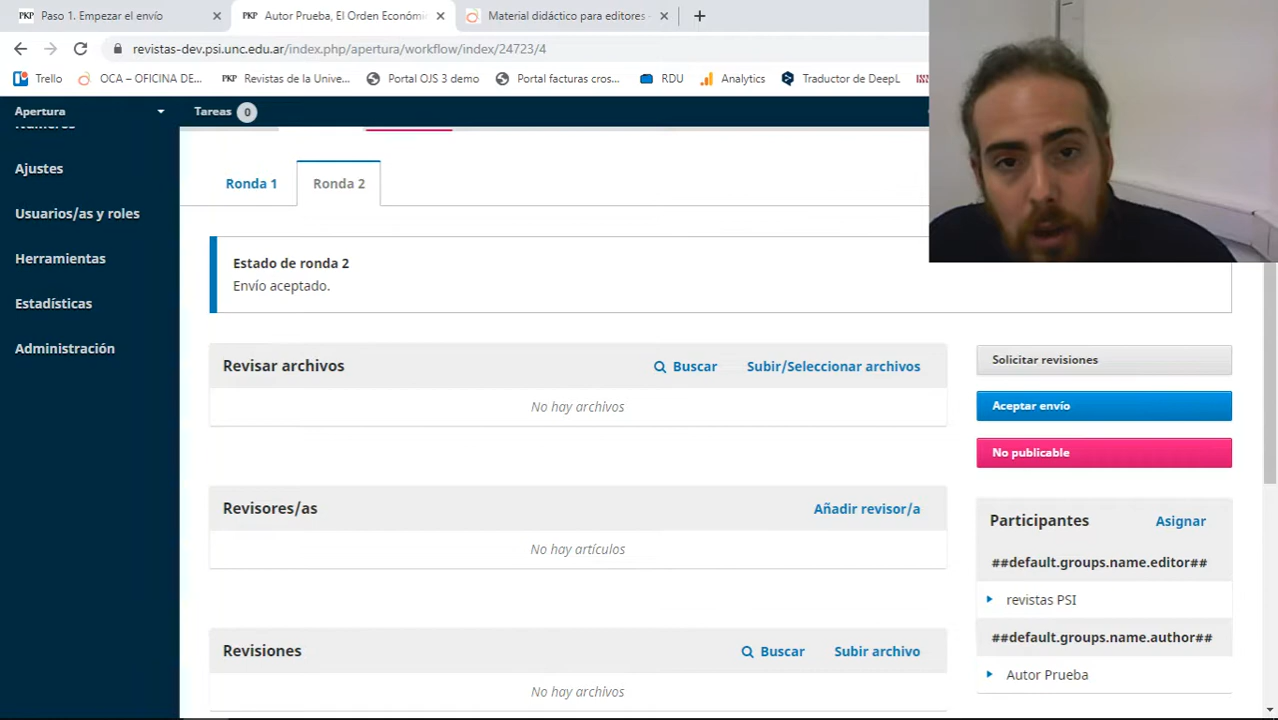 Paso 1. Empezar el envío
Autor Prueba, El Orden Económi
Material didáctico para editores
revistas-dev.psi.unc.edu.ar/index.php/apertura/workflow/index/24723/4
Trello
OCA – OFICINA DE...
PKP Revistas de la Unive...
Portal OJS 3 demo
Portal facturas cros...
RDU
Analytics
Traductor de DeepL
Apertura
Tareas 0
Números
Ajustes
Usuarios/as y roles
Herramientas
Estadísticas
Administración
Ronda 1
Ronda 2
Estado de ronda 2
Envío aceptado.
Revisar archivos
Buscar
Subir/Seleccionar archivos
No hay archivos
Solicitar revisiones
Aceptar envío
No publicable
Revisores/as
Añadir revisor/a
No hay artículos
Participantes
Asignar
##default.groups.name.editor##
revistas PSI
##default.groups.name.author##
Autor Prueba
Revisiones
Buscar
Subir archivo
No hay archivos